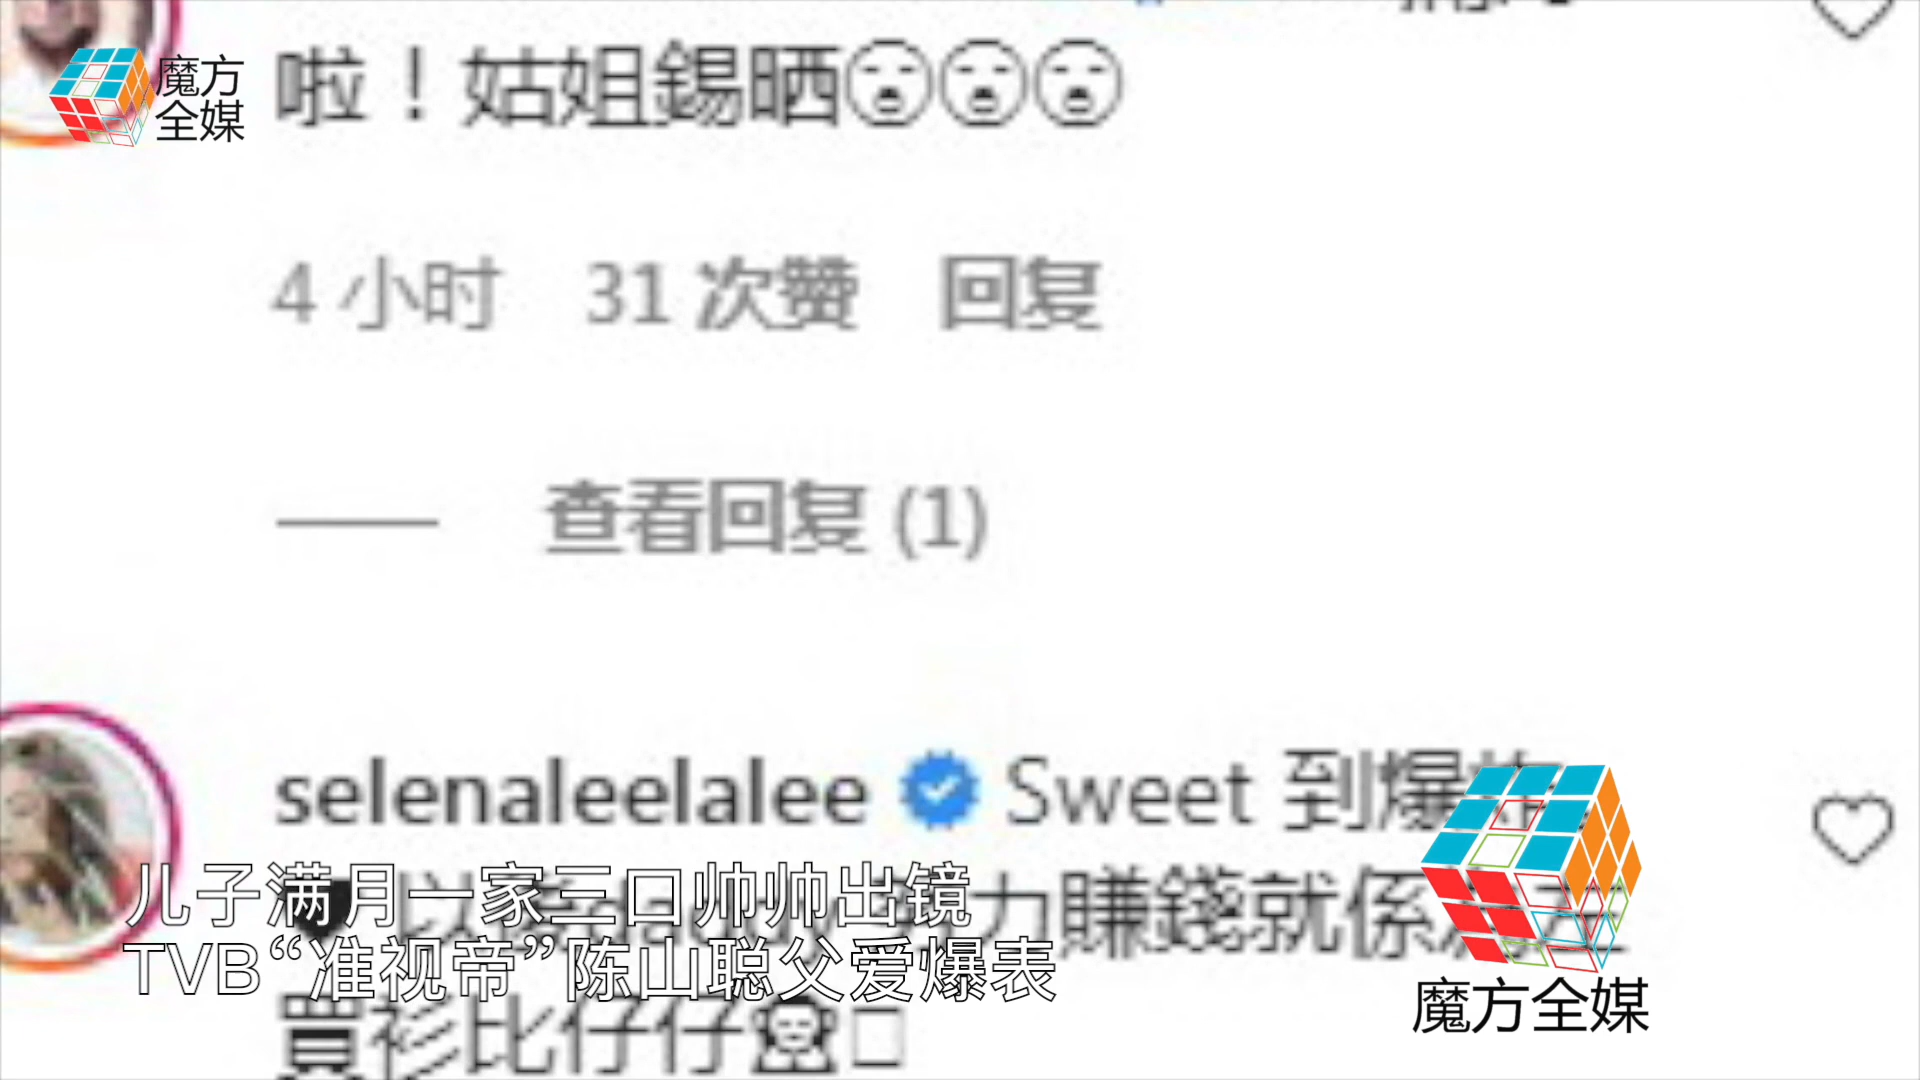 魔方
全媒
啦！姑姐錫晒
4 小时 31 次赞 回复
查看回复 (1)
selenaleelalee Sweet 到爆炸
力賺錢就係為左
儿子满月一家三口帅帅出镜
TVB“准视帝”陈山聪父爱爆表
買衫比仔仔
魔方全媒